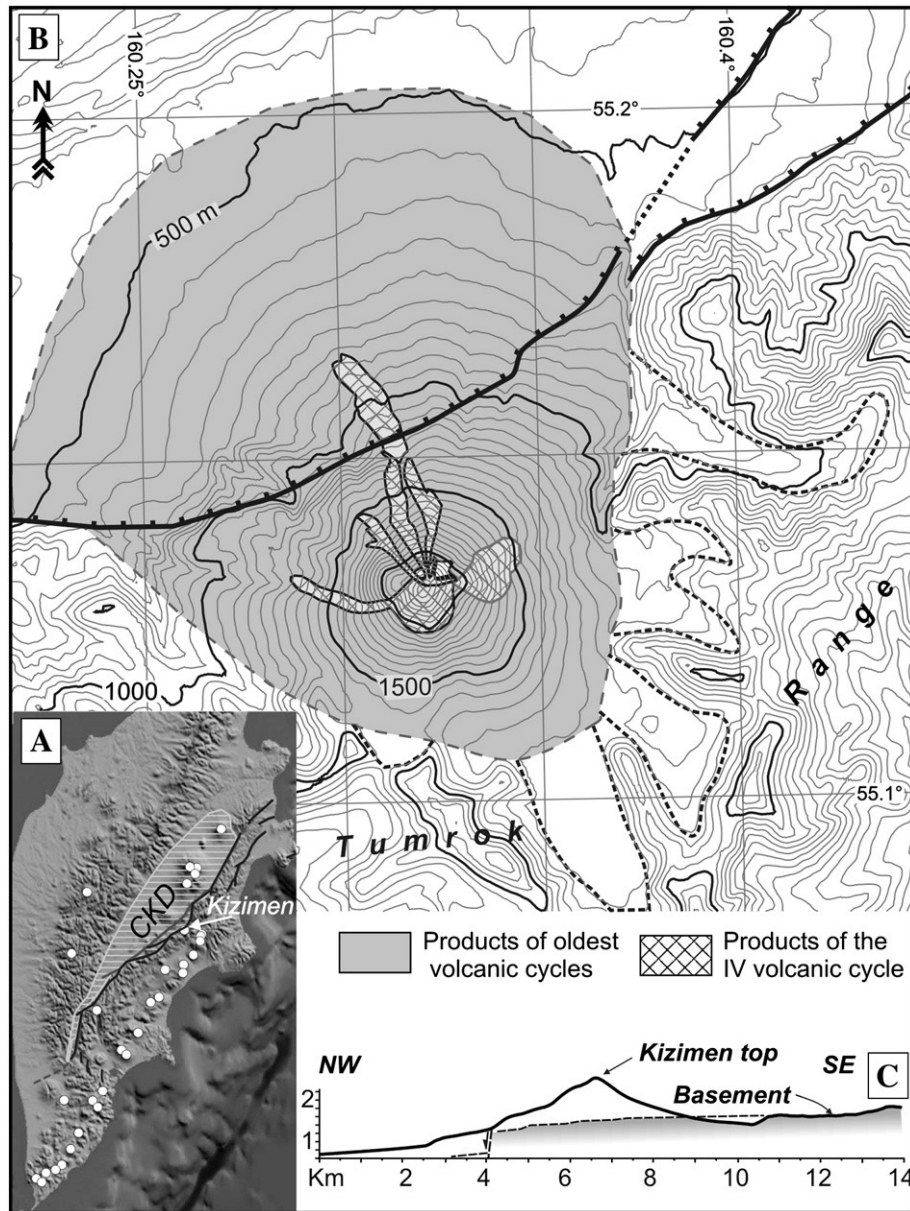 B
160.25°
160.4°
N
55.2°
500 m
1000
1500
Range
55.1°
Tumrok
A
CKD
Kizimen
Products of oldest
volcanic cycles
Products of the
IV volcanic cycle
NW
Kizimen top
SE
C
Basement
2
1
Km
2
4
6
8
10
12
14